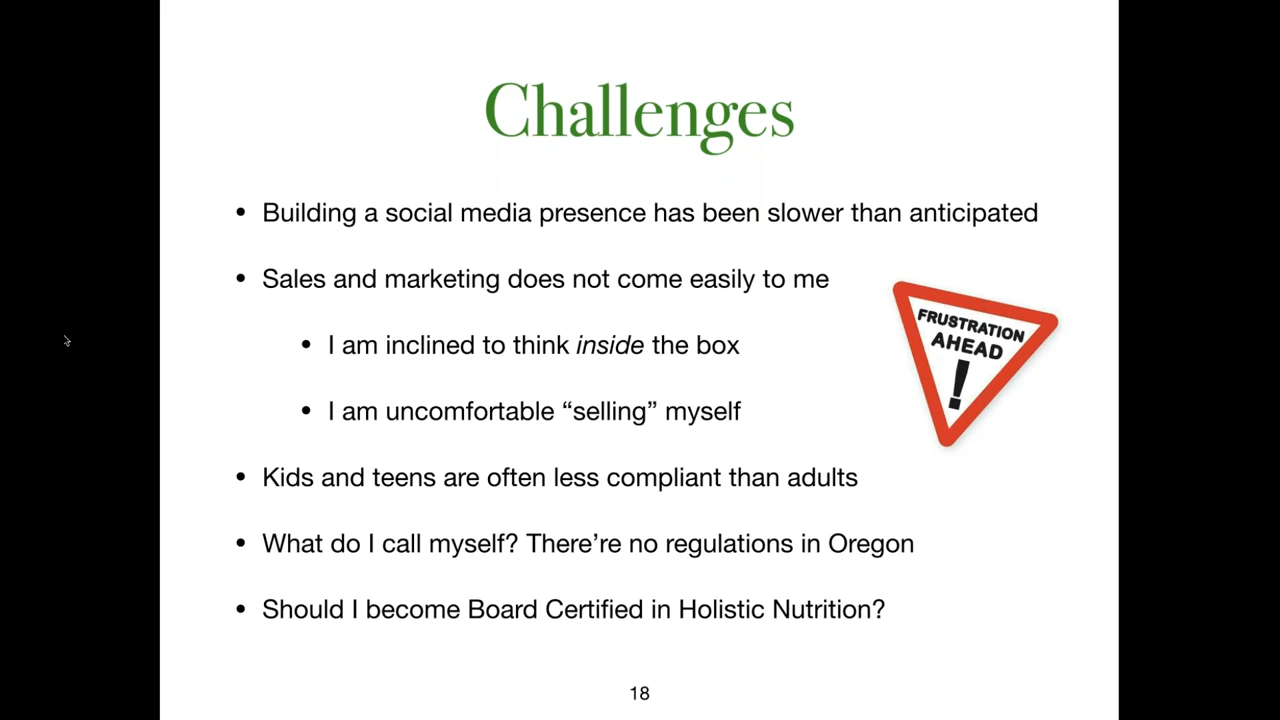 Challenges
• Building a social media presence has been slower than anticipated
• Sales and marketing does not come easily to me
• I am inclined to think inside the box
• I am uncomfortable “selling” myself
• Kids and teens are often less compliant than adults
• What do I call myself? There’re no regulations in Oregon
• Should I become Board Certified in Holistic Nutrition?
FRUSTRATION
AHEAD
!
18